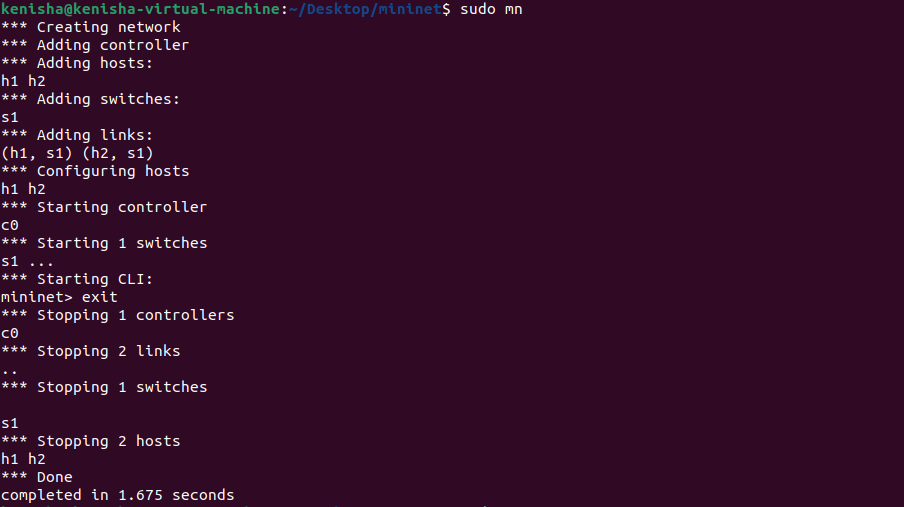 kenisha@kenisha-virtual-machine:~/Desktop/mininet$ sudo mn
*** Creating network
*** Adding controller
*** Adding hosts:
h1 h2
*** Adding switches:
s1
*** Adding links:
(h1, s1) (h2, s1)
*** Configuring hosts
h1 h2
*** Starting controller
c0
*** Starting 1 switches
s1 ...
*** Starting CLI:
mininet> exit
*** Stopping 1 controllers
c0
*** Stopping 2 links
..
*** Stopping 1 switches
s1
*** Stopping 2 hosts
h1 h2
*** Done
completed in 1.675 seconds